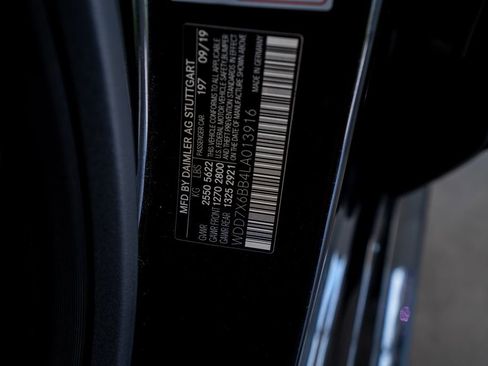 MFD BY DAIMLER AG STUTTGART
KG LBS PASSENGER CAR 197 09/19
GVWR 2550 5622 THIS VEHICLE CONFORMS TO ALL APPLICABLE
GAWR FRONT 1270 2800 U.S. FEDERAL MOTOR VEHICLE SAFETY, BUMPER
GAWR REAR 1325 2921 AND THEFT PREVENTION STANDARDS IN EFFECT
ON THE DATE OF MANUFACTURE SHOWN ABOVE
WDD7X6BB4LA013916 MADE IN GERMANY